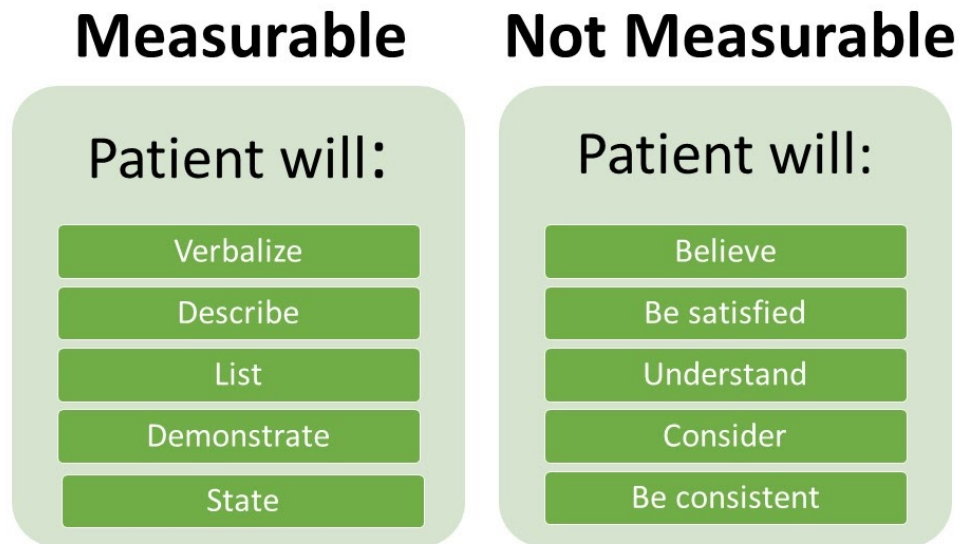 Measurable
Patient will:
Verbalize
Describe
List
Demonstrate
State
Not Measurable
Patient will:
Believe
Be satisfied
Understand
Consider
Be consistent